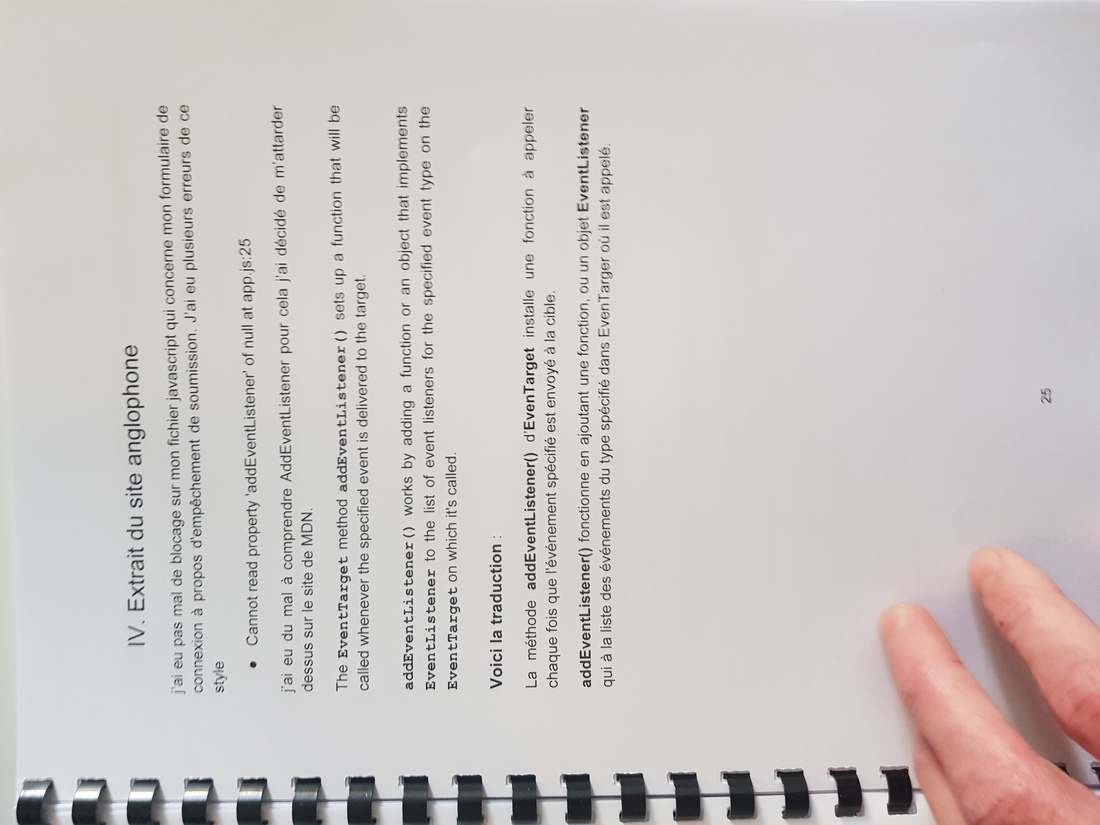 IV. Extrait du site anglophone
j'ai eu pas mal de blocage sur mon fichier javascript qui concerne mon formulaire de
connexion à propos d'empêchement de soumission. J'ai eu plusieurs erreurs de ce
style
• Cannot read property 'addEventListener' of null at app.js:25
j'ai eu du mal à comprendre AddEventListener pour cela j'ai décidé de m'attarder
dessus sur le site de MDN.
The EventTarget method addEventListener() sets up a function that will be
called whenever the specified event is delivered to the target.
addEventListener() works by adding a function or an object that implements
EventListener to the list of event listeners for the specified event type on the
EventTarget on which it's called.
Voici la traduction :
La méthode addEventListener() d'EvenTarget installe une fonction à appeler
chaque fois que l'événement spécifié est envoyé à la cible.
addEventListener() fonctionne en ajoutant une fonction, ou un objet EventListener
qui à la liste des événements du type spécifié dans EvenTarger où il est appelé.
25